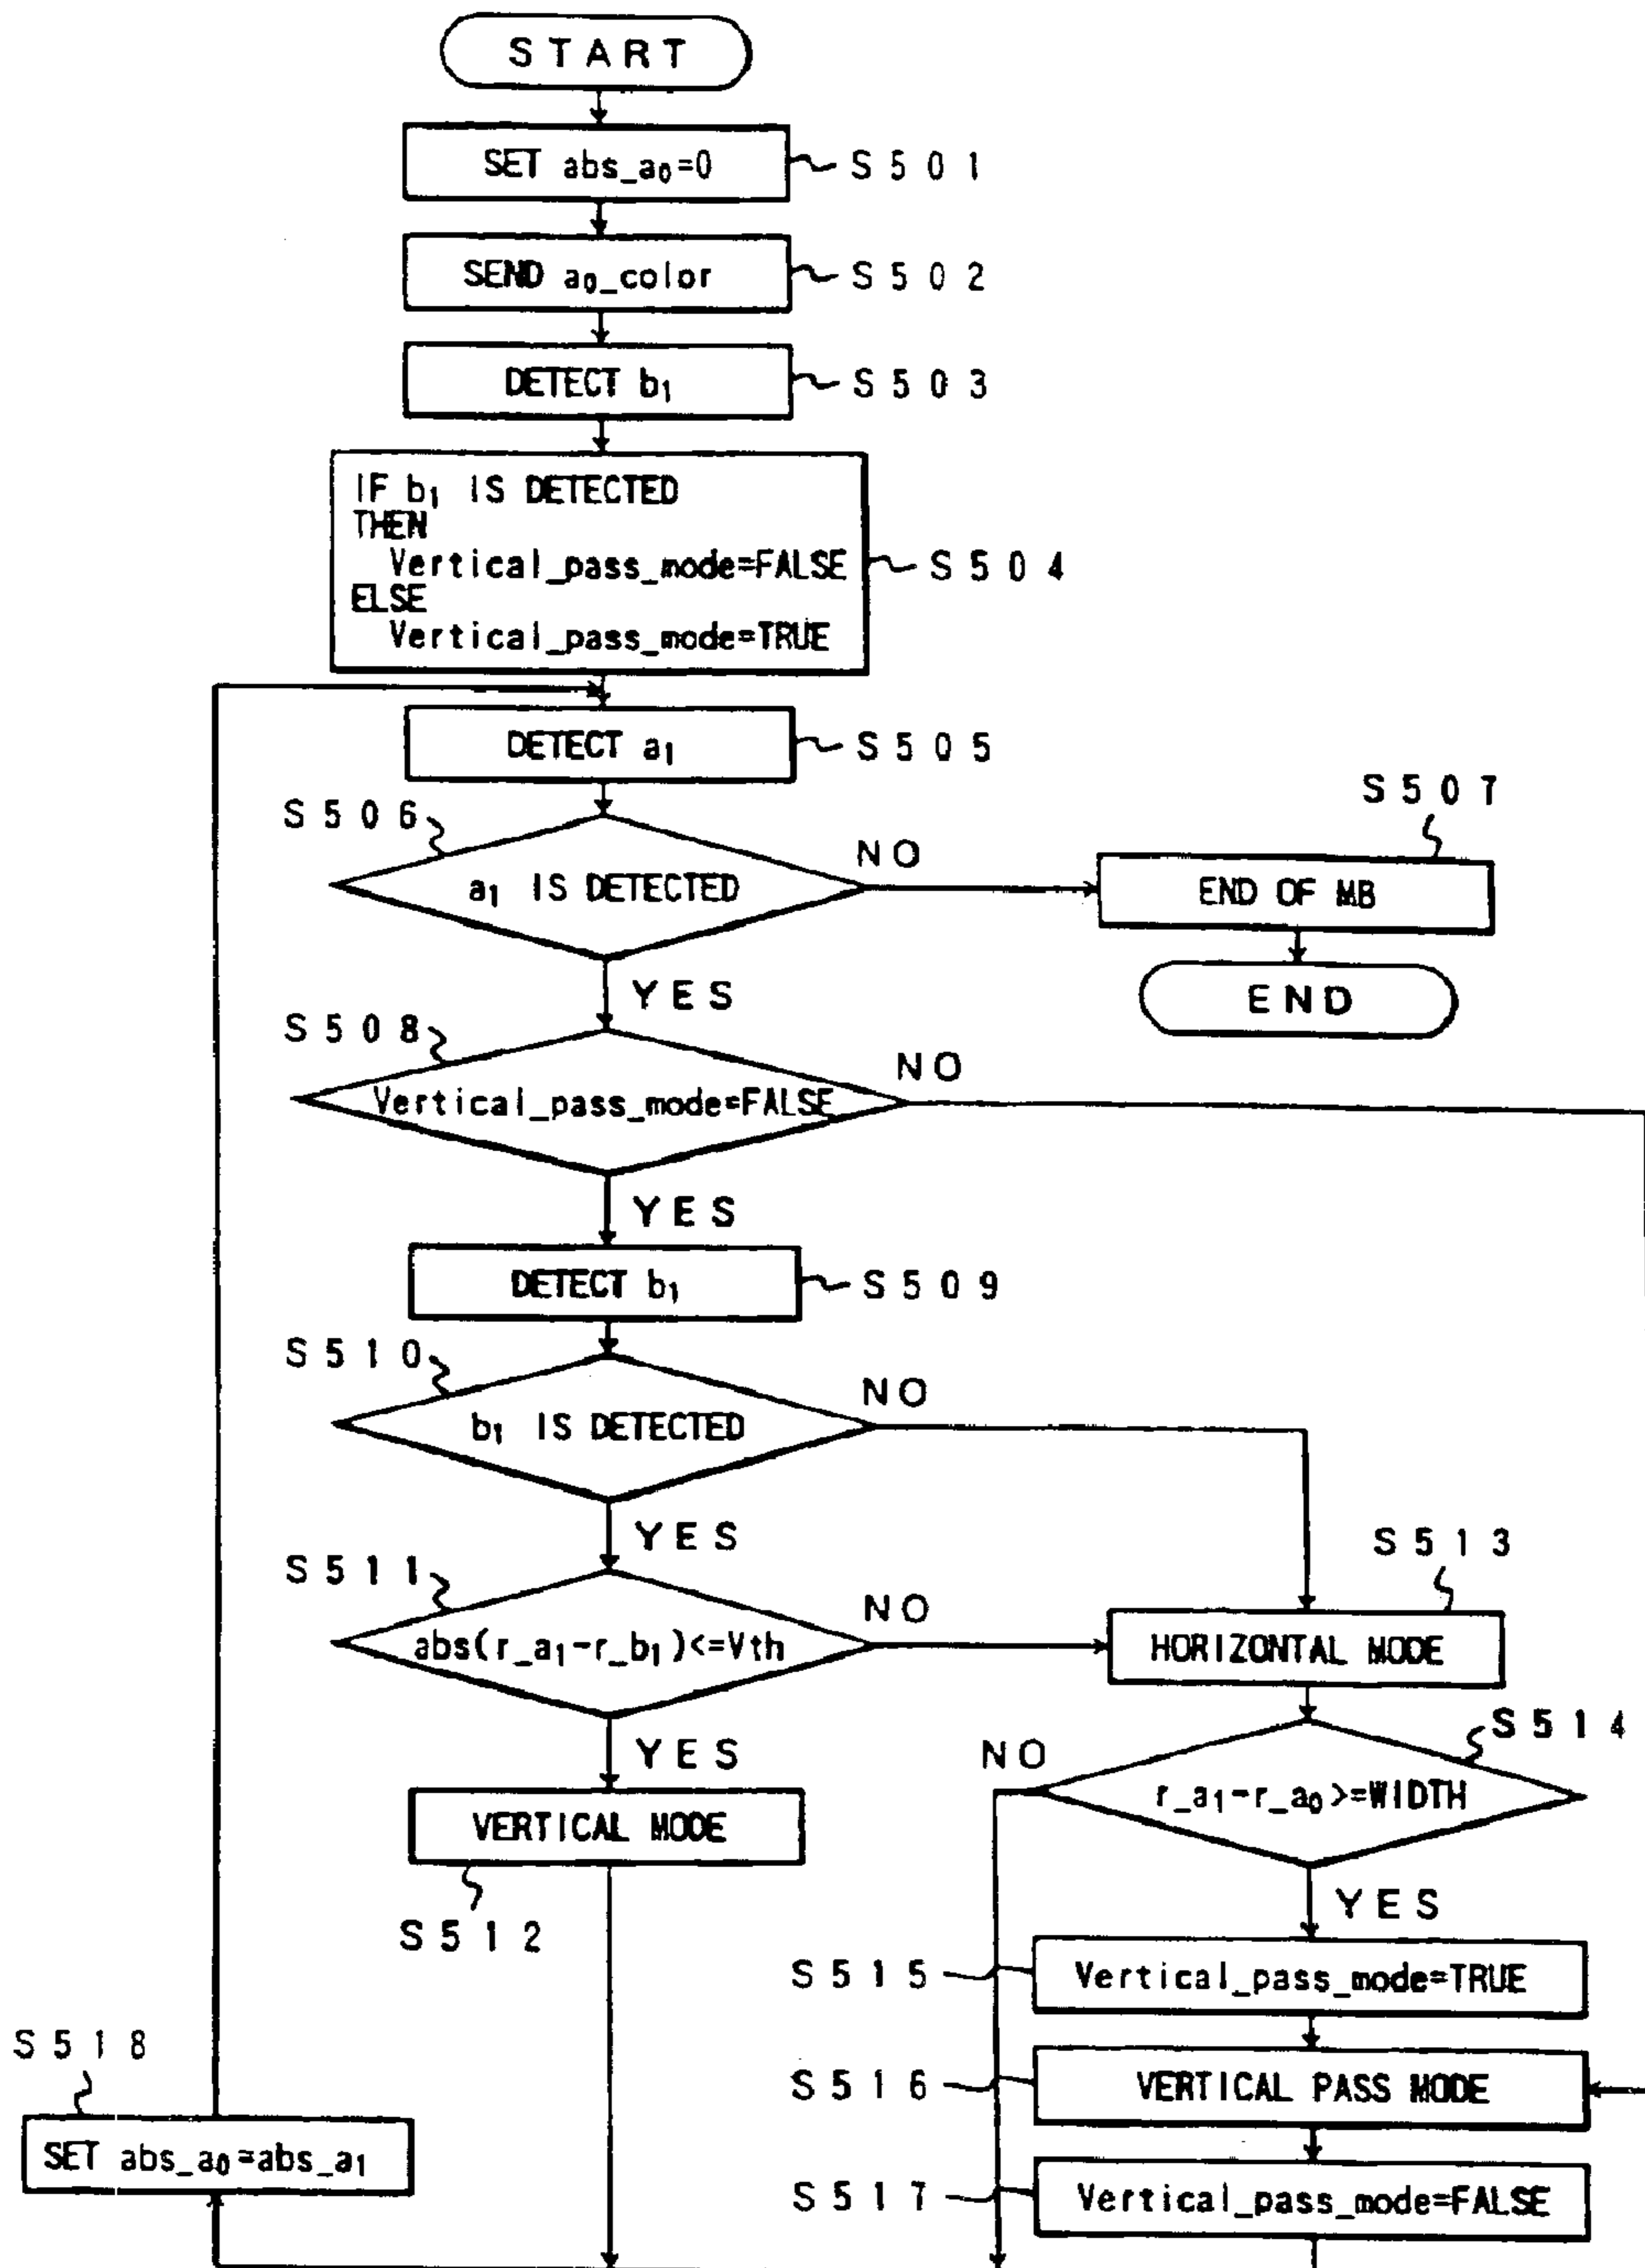 START
SET abs_a₀=0
S501
SEND a₀_color
S502
DETECT b₁
S503
IF b₁ IS DETECTED
THEN
Vertical_pass_mode=FALSE
ELSE
Vertical_pass_mode=TRUE
S504
DETECT a₁
S505
S506
a₁ IS DETECTED
NO
S507
END OF MB
END
YES
S508
Vertical_pass_mode=FALSE
NO
YES
DETECT b₁
S509
S510
b₁ IS DETECTED
NO
YES
S511
abs(r_a₁-r_b₁)<=Vth
NO
S513
HORIZONTAL MODE
YES
VERTICAL MODE
S512
S514
NO
r_a₁-r_a₀>=WIDTH
YES
S515
Vertical_pass_mode=TRUE
S516
VERTICAL PASS MODE
S517
Vertical_pass_mode=FALSE
S518
SET abs_a₀=abs_a₁